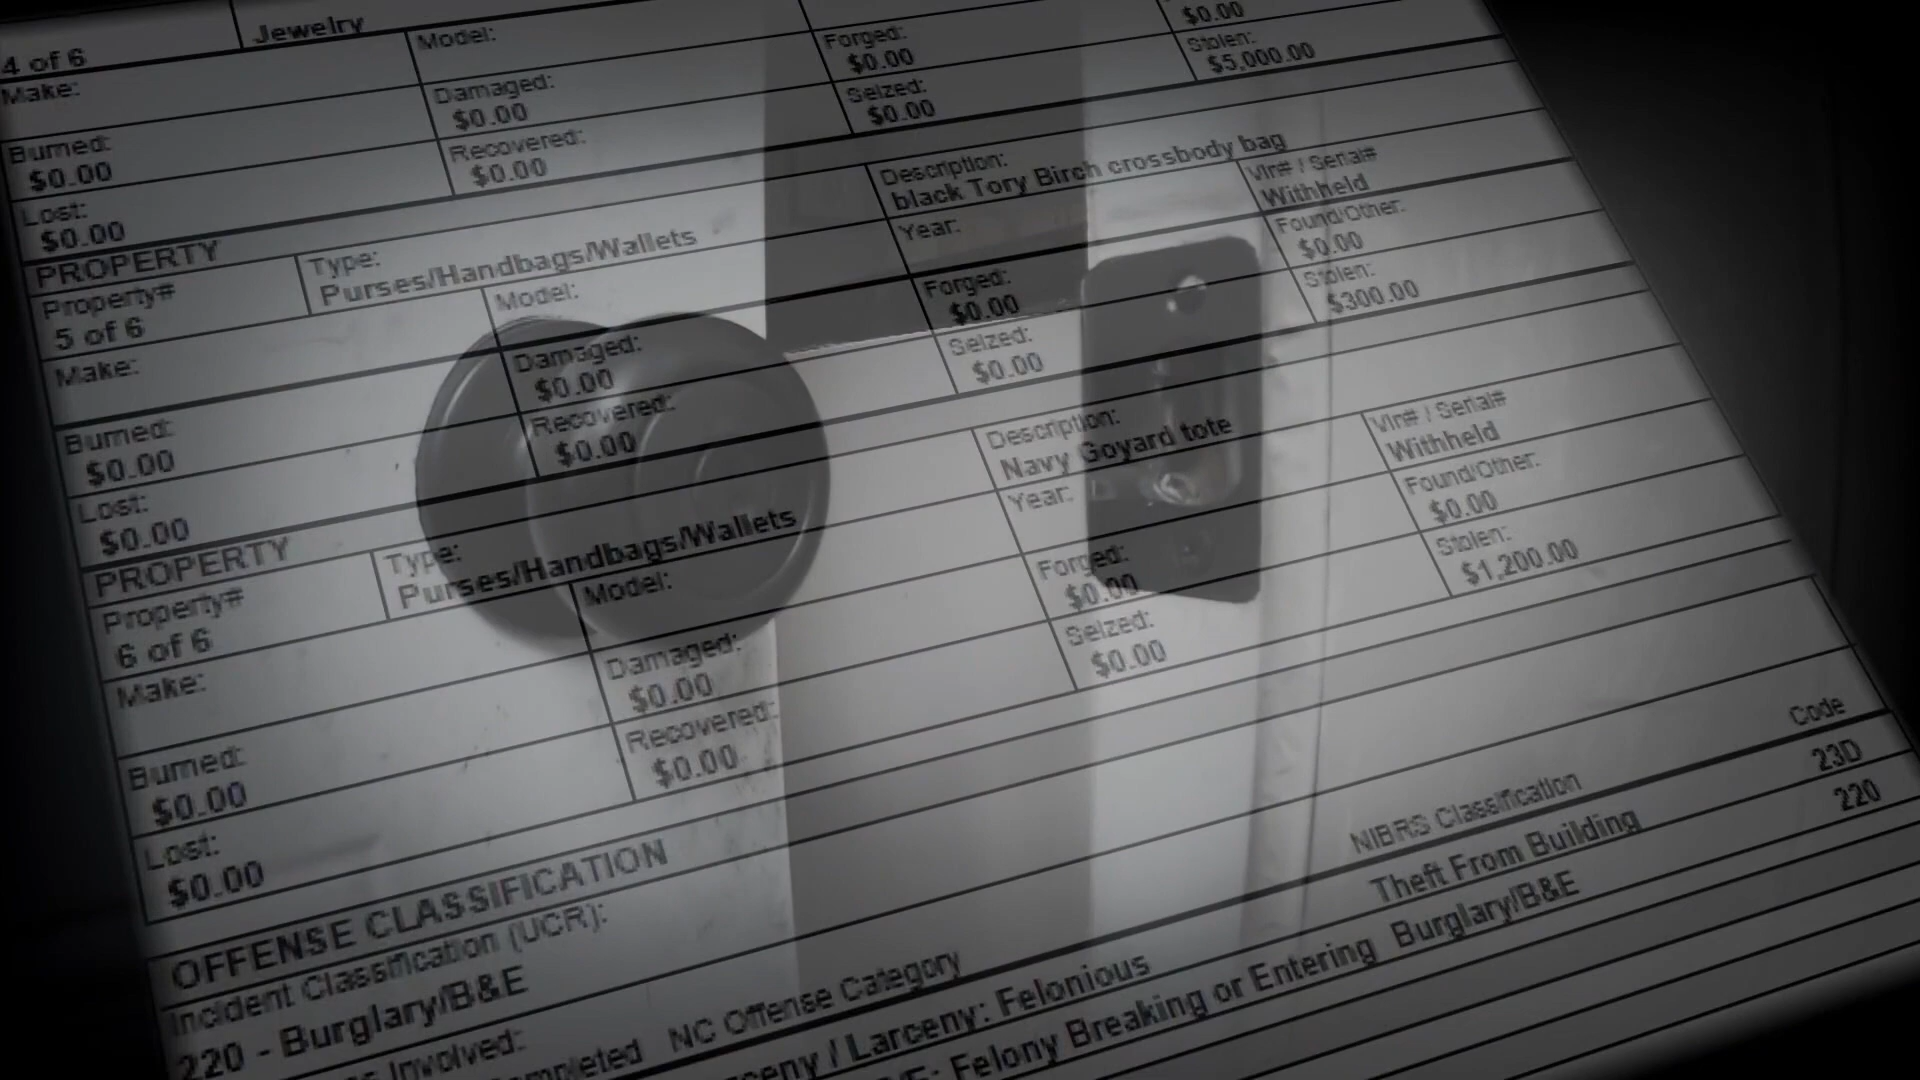 4 of 6
Jewelry
Make:
Model:
Forged:
$0.00
$0.00
Stolen:
$5,000.00
Burned:
$0.00
Damaged:
$0.00
Seized:
$0.00
Lost:
$0.00
Recovered:
$0.00
PROPERTY
Property#
5 of 6
Type:
Purses/Handbags/Wallets
Description:
black Tory Birch crossbody bag
Vin# / Serial#
Withheld
Make:
Model:
Year:
Found/Other:
$0.00
Burned:
$0.00
Damaged:
$0.00
Forged:
$0.00
Stolen:
$300.00
Lost:
$0.00
Recovered:
$0.00
Seized:
$0.00
PROPERTY
Property#
6 of 6
Type:
Purses/Handbags/Wallets
Description:
Navy Goyard tote
Vin# / Serial#
Withheld
Make:
Model:
Year:
Found/Other:
$0.00
Burned:
$0.00
Damaged:
$0.00
Forged:
$0.00
Stolen:
$1,200.00
Lost:
$0.00
Recovered:
$0.00
Seized:
$0.00
OFFENSE CLASSIFICATION
Incident Classification (UCR):
220 - Burglary/B&E
Involved:
NC Offense Category
NIBRS Classification
Code
/ Larceny: Felonious
Theft From Building
23D
Felony Breaking or Entering
Burglary/B&E
220